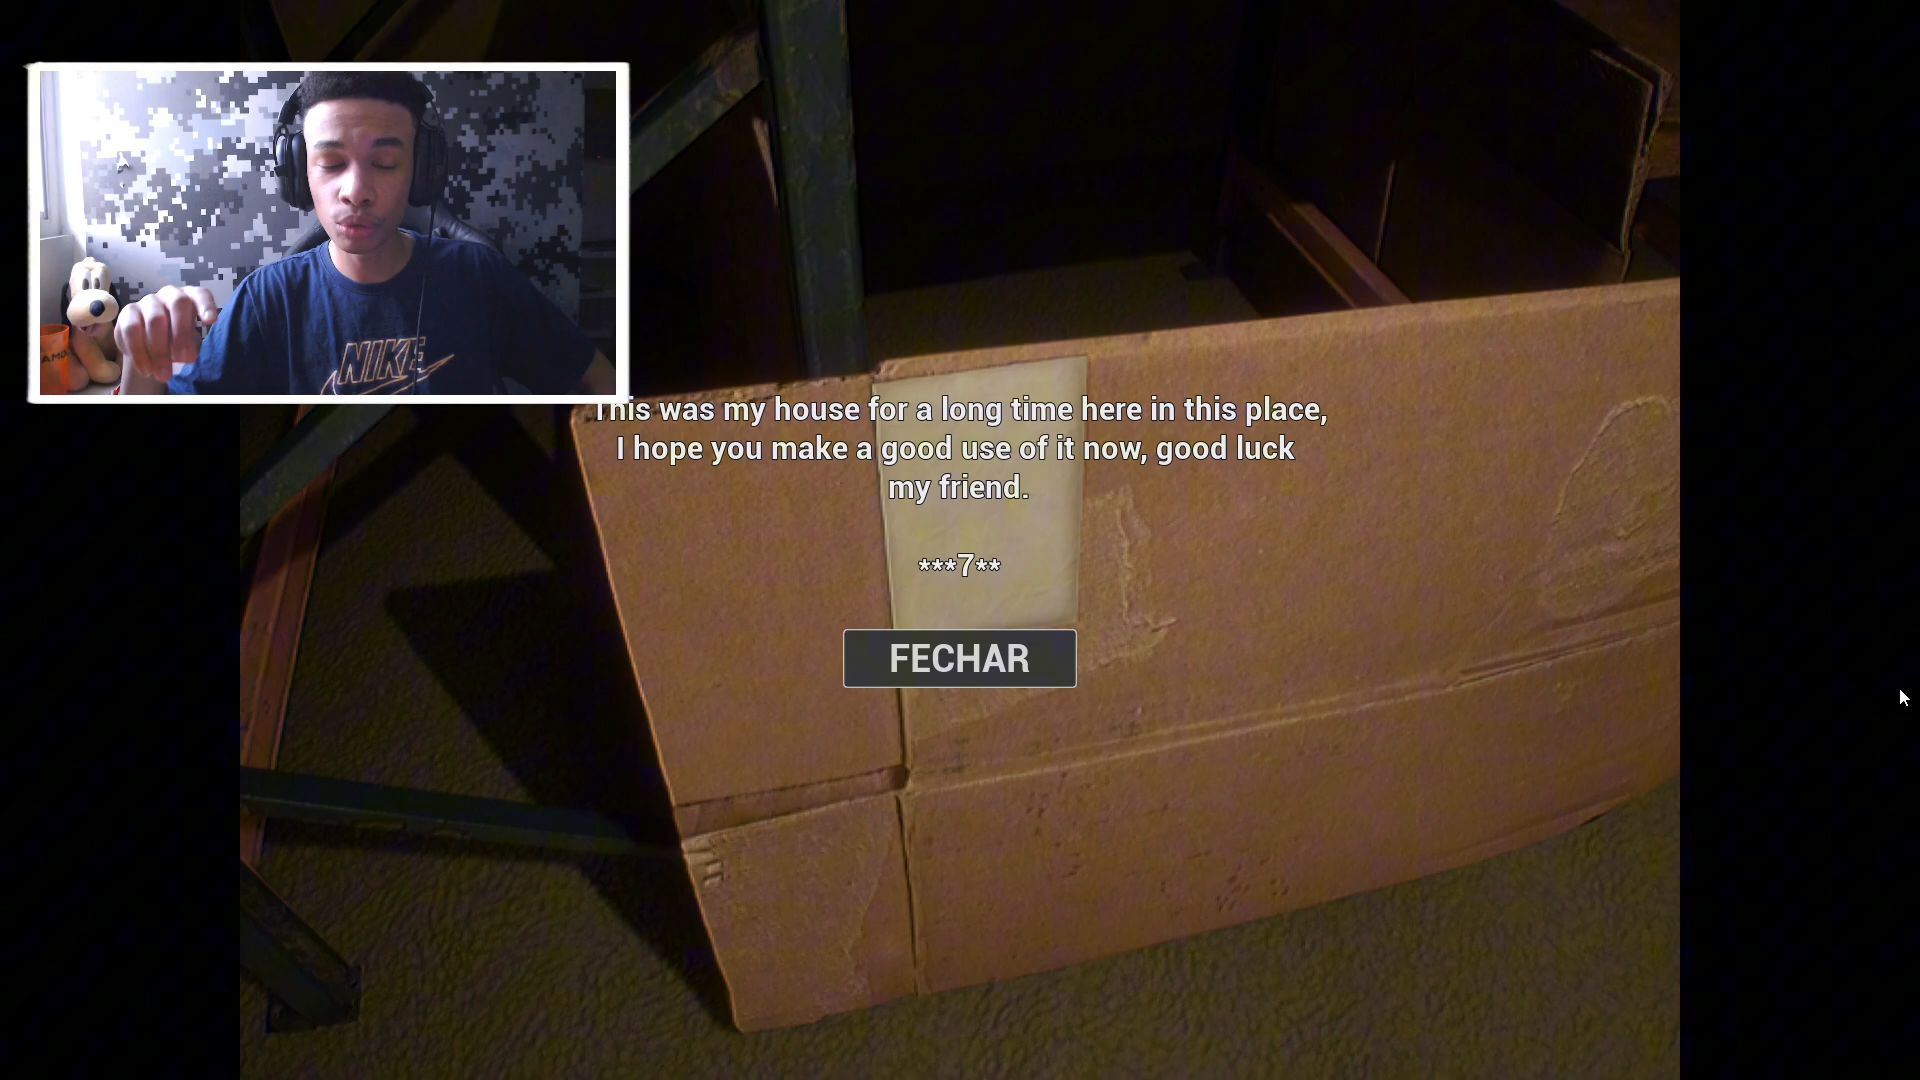 NIKE
This was my house for a long time here in this place,
I hope you make a good use of it now, good luck
my friend.
***7**
FECHAR